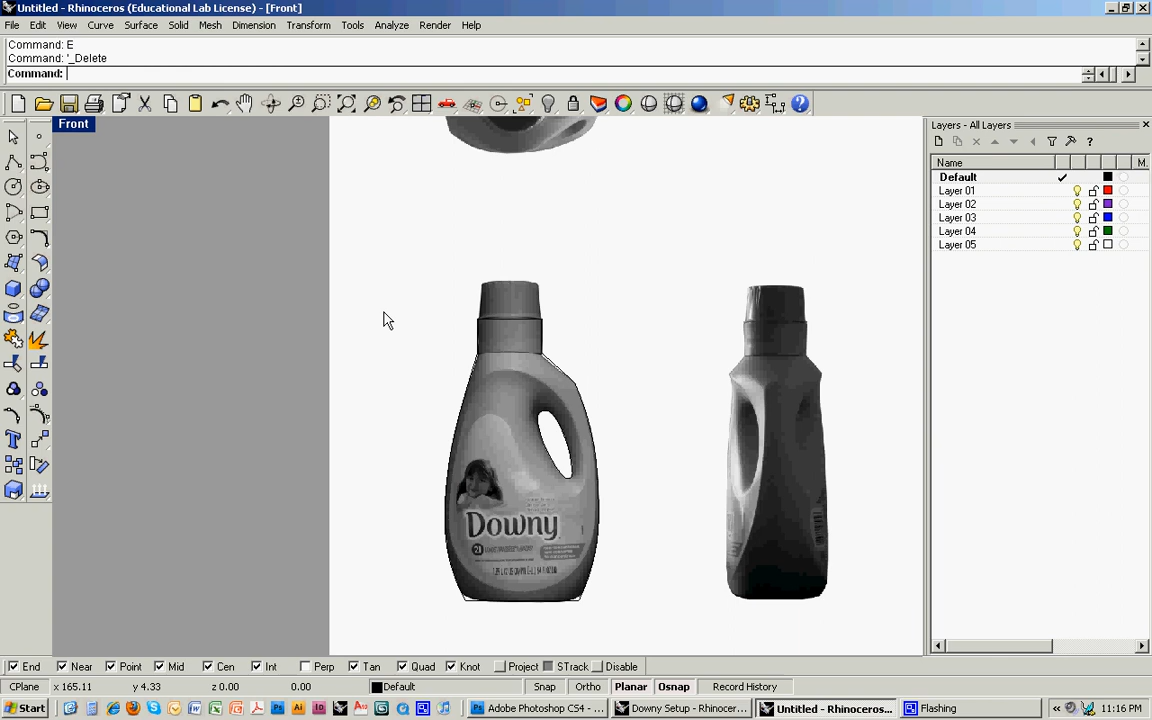 Untitled - Rhinoceros (Educational Lab License) - [Front]
File Edit View Curve Surface Solid Mesh Dimension Transform Tools Analyze Render Help
Command: E
Command: '_Delete
Command:
Front
Layers - All Layers
Name M.
Default
Layer 01
Layer 02
Layer 03
Layer 04
Layer 05
Downy
End Near Point Mid Cen Int Perp Tan Quad Knot Project STrack Disable
CPlane x 165.11 y 4.33 z 0.00 0.00 Default Snap Ortho Planar Osnap Record History
Start Adobe Photoshop CS4 - ... Downy Setup - Rhinocer... Untitled - Rhinoceros... Flashing 11:16 PM